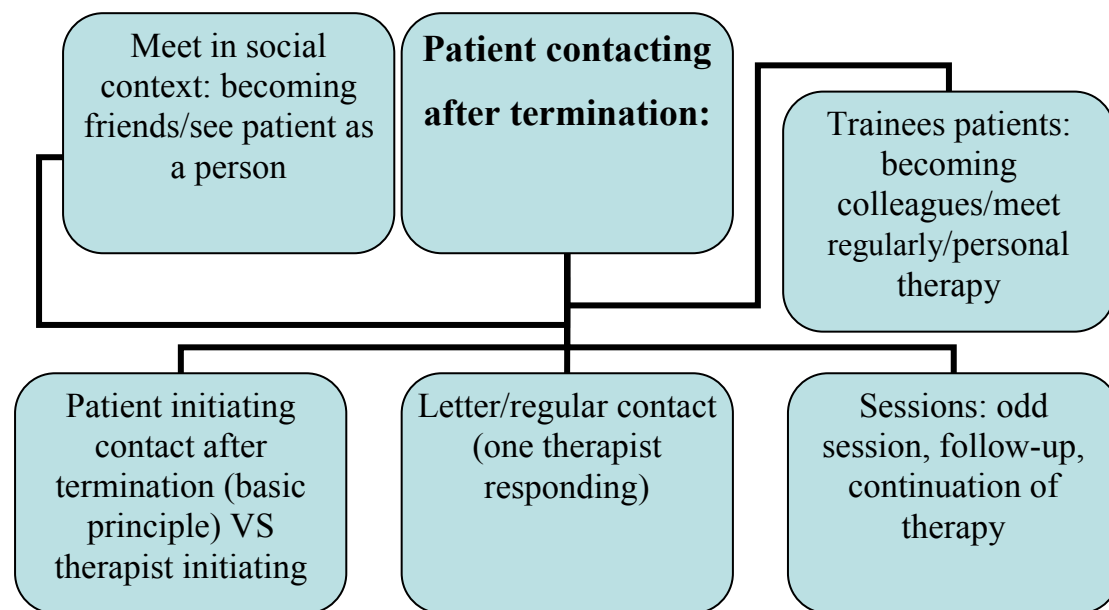 Meet in social
context: becoming
friends/see patient as
a person
Patient contacting
after termination:
Trainees patients:
becoming
colleagues/meet
regularly/personal
therapy
Patient initiating
contact after
termination (basic
principle) VS
therapist initiating
Letter/regular contact
(one therapist
responding)
Sessions: odd
session, follow-up,
continuation of
therapy